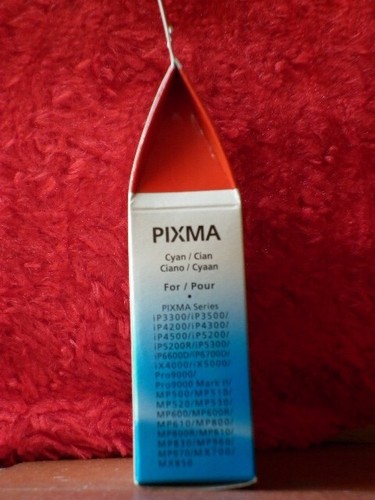 PIXMA
Cyan / Cian
Ciano / Cyaan
For / Pour
•
PIXMA Series
iP3300/iP3500/
iP4200/iP4300/
iP4500/iP5200/
iP5200R/iP5300/
iP6600D/iP6700D/
iX4000/iX5000/
Pro9000/
Pro9000 Mark II/
MP500/MP510/
MP520/MP530/
MP600/MP600R/
MP610/MP800/
MP800R/MP810/
MP830/MP960/
MP970/MX700/
MX850